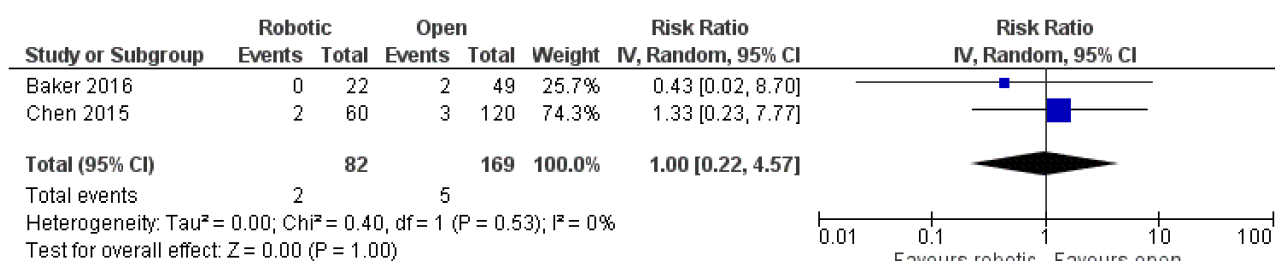 Robotic Open Risk Ratio Risk Ratio
Study or Subgroup Events Total Events Total Weight IV, Random, 95% CI IV, Random, 95% CI
Baker 2016 0 22 2 49 25.7% 0.43 [0.02, 8.70]
Chen 2015 2 60 3 120 74.3% 1.33 [0.23, 7.77]
Total (95% CI) 82 169 100.0% 1.00 [0.22, 4.57]
Total events 2 5
Heterogeneity: Tau² = 0.00; Chi² = 0.40, df = 1 (P = 0.53); I² = 0%
Test for overall effect: Z = 0.00 (P = 1.00)
0.01 0.1 1 10 100
Favours robotic Favours open